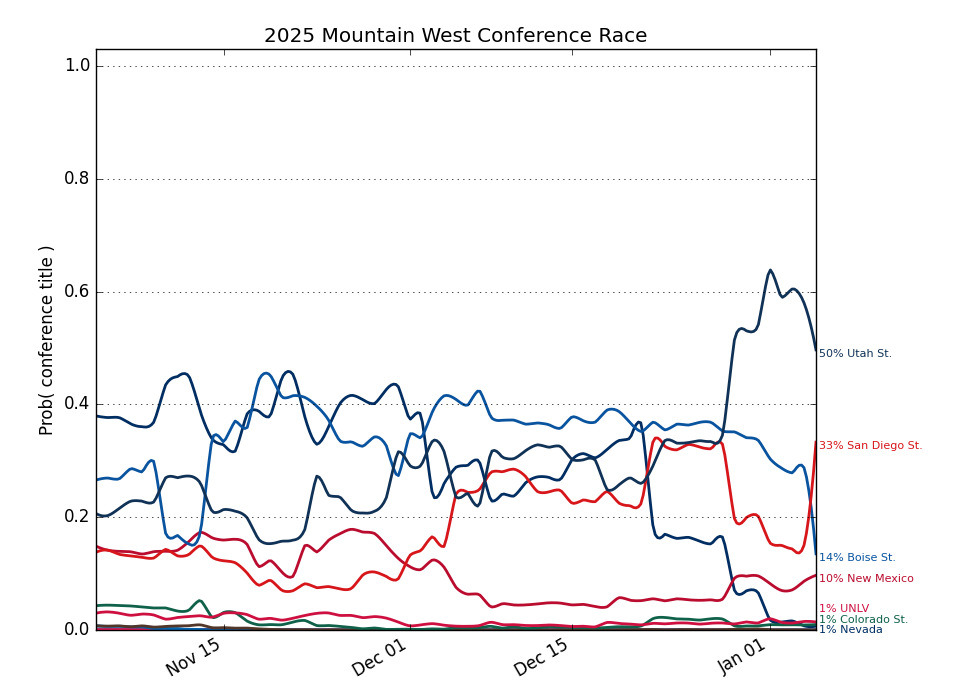 2025 Mountain West Conference Race
Prob( conference title )
1.0
0.8
0.6
0.4
0.2
0.0
Nov 15
Dec 01
Dec 15
Jan 01
50% Utah St.
33% San Diego St.
14% Boise St.
10% New Mexico
1% UNLV
1% Colorado St.
1% Nevada